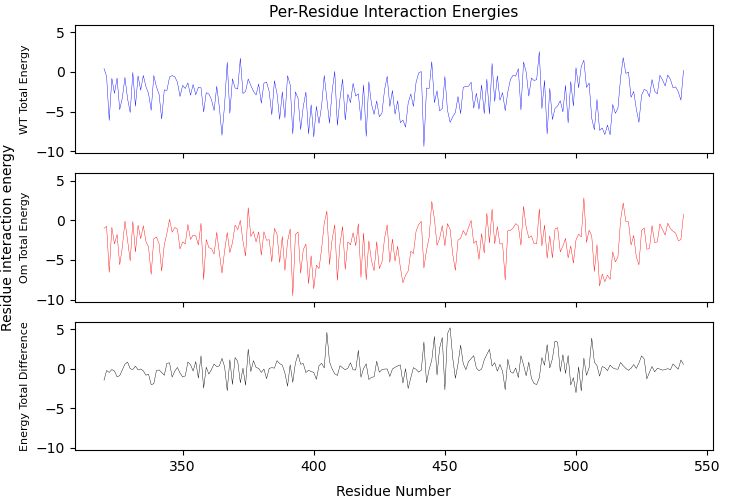 Per-Residue Interaction Energies
Residue interaction energy
WT Total Energy
5
0
−5
−10
Om Total Energy
5
0
−5
−10
Energy Total Difference
5
0
−5
−10
350 400 450 500 550
Residue Number